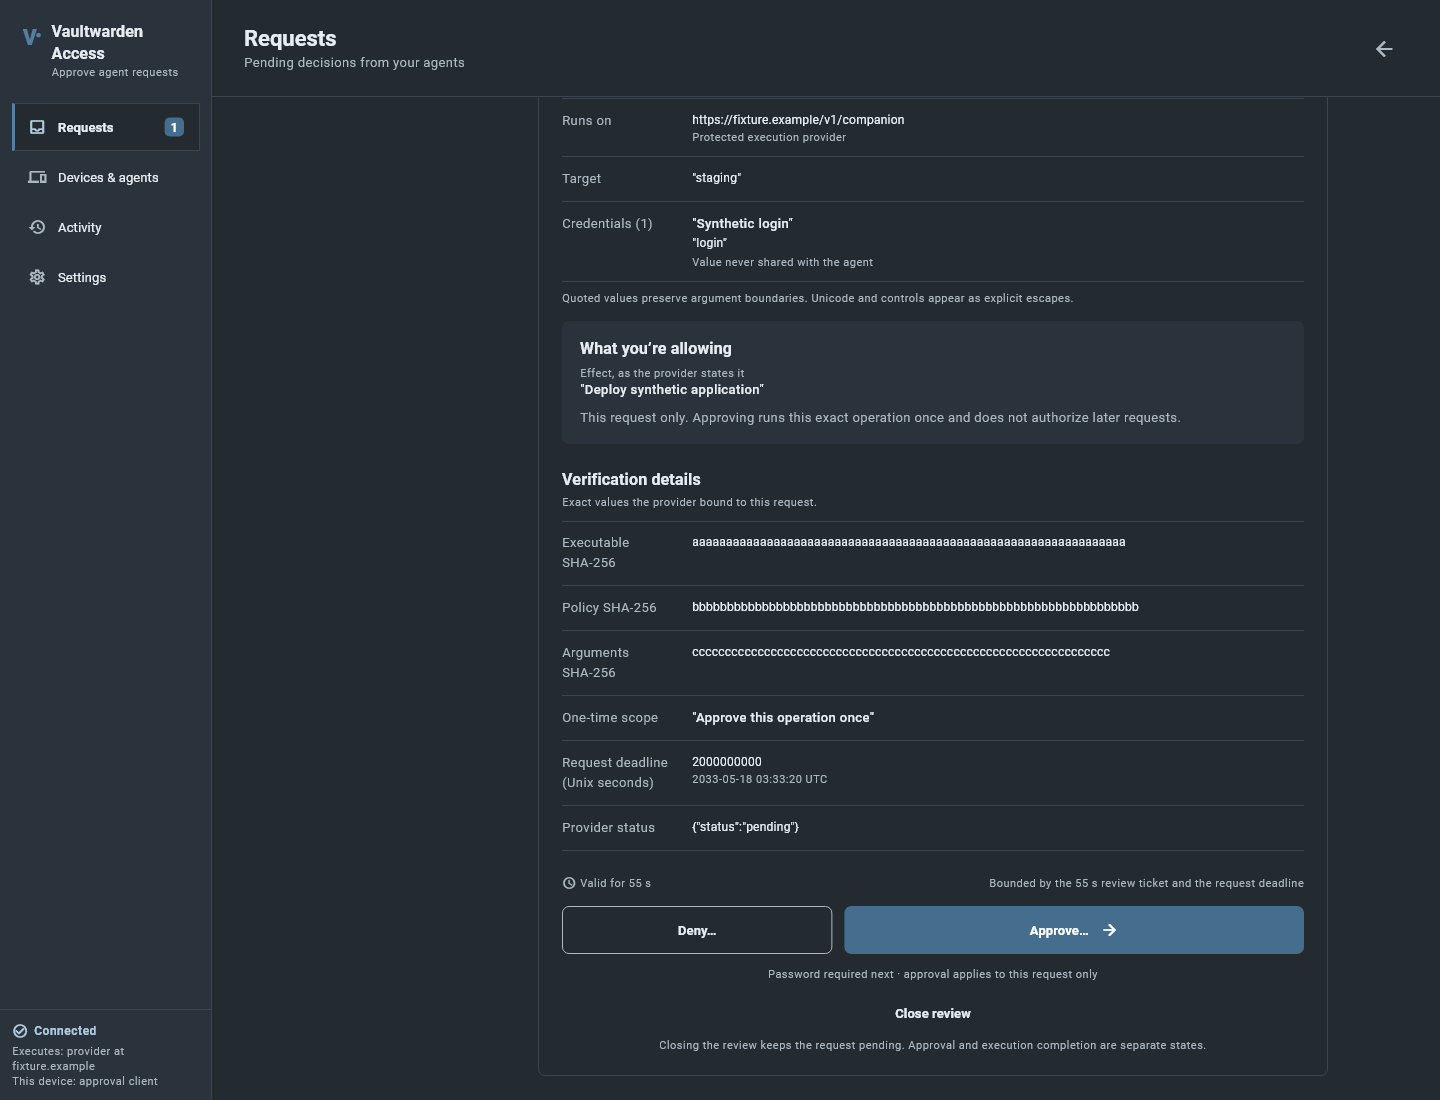 Vaultwarden
Access
Approve agent requests
Requests 1
Devices & agents
Activity
Settings
Connected
Executes: provider at
fixture.example
This device: approval client
Requests
Pending decisions from your agents
Runs on
https://fixture.example/v1/companion
Protected execution provider
Target
"staging"
Credentials (1)
"Synthetic login"
"login"
Value never shared with the agent
Quoted values preserve argument boundaries. Unicode and controls appear as explicit escapes.
What you're allowing
Effect, as the provider states it
"Deploy synthetic application"
This request only. Approving runs this exact operation once and does not authorize later requests.
Verification details
Exact values the provider bound to this request.
Executable
SHA-256
aaaaaaaaaaaaaaaaaaaaaaaaaaaaaaaaaaaaaaaaaaaaaaaaaaaaaaaaaaaaaaaa
Policy SHA-256
bbbbbbbbbbbbbbbbbbbbbbbbbbbbbbbbbbbbbbbbbbbbbbbbbbbbbbbbbbbbbbbb
Arguments
SHA-256
cccccccccccccccccccccccccccccccccccccccccccccccccccccccccccccccc
One-time scope
"Approve this operation once"
Request deadline
(Unix seconds)
2000000000
2033-05-18 03:33:20 UTC
Provider status
{"status":"pending"}
Valid for 55 s
Bounded by the 55 s review ticket and the request deadline
Deny…
Approve…
Password required next · approval applies to this request only
Close review
Closing the review keeps the request pending. Approval and execution completion are separate states.